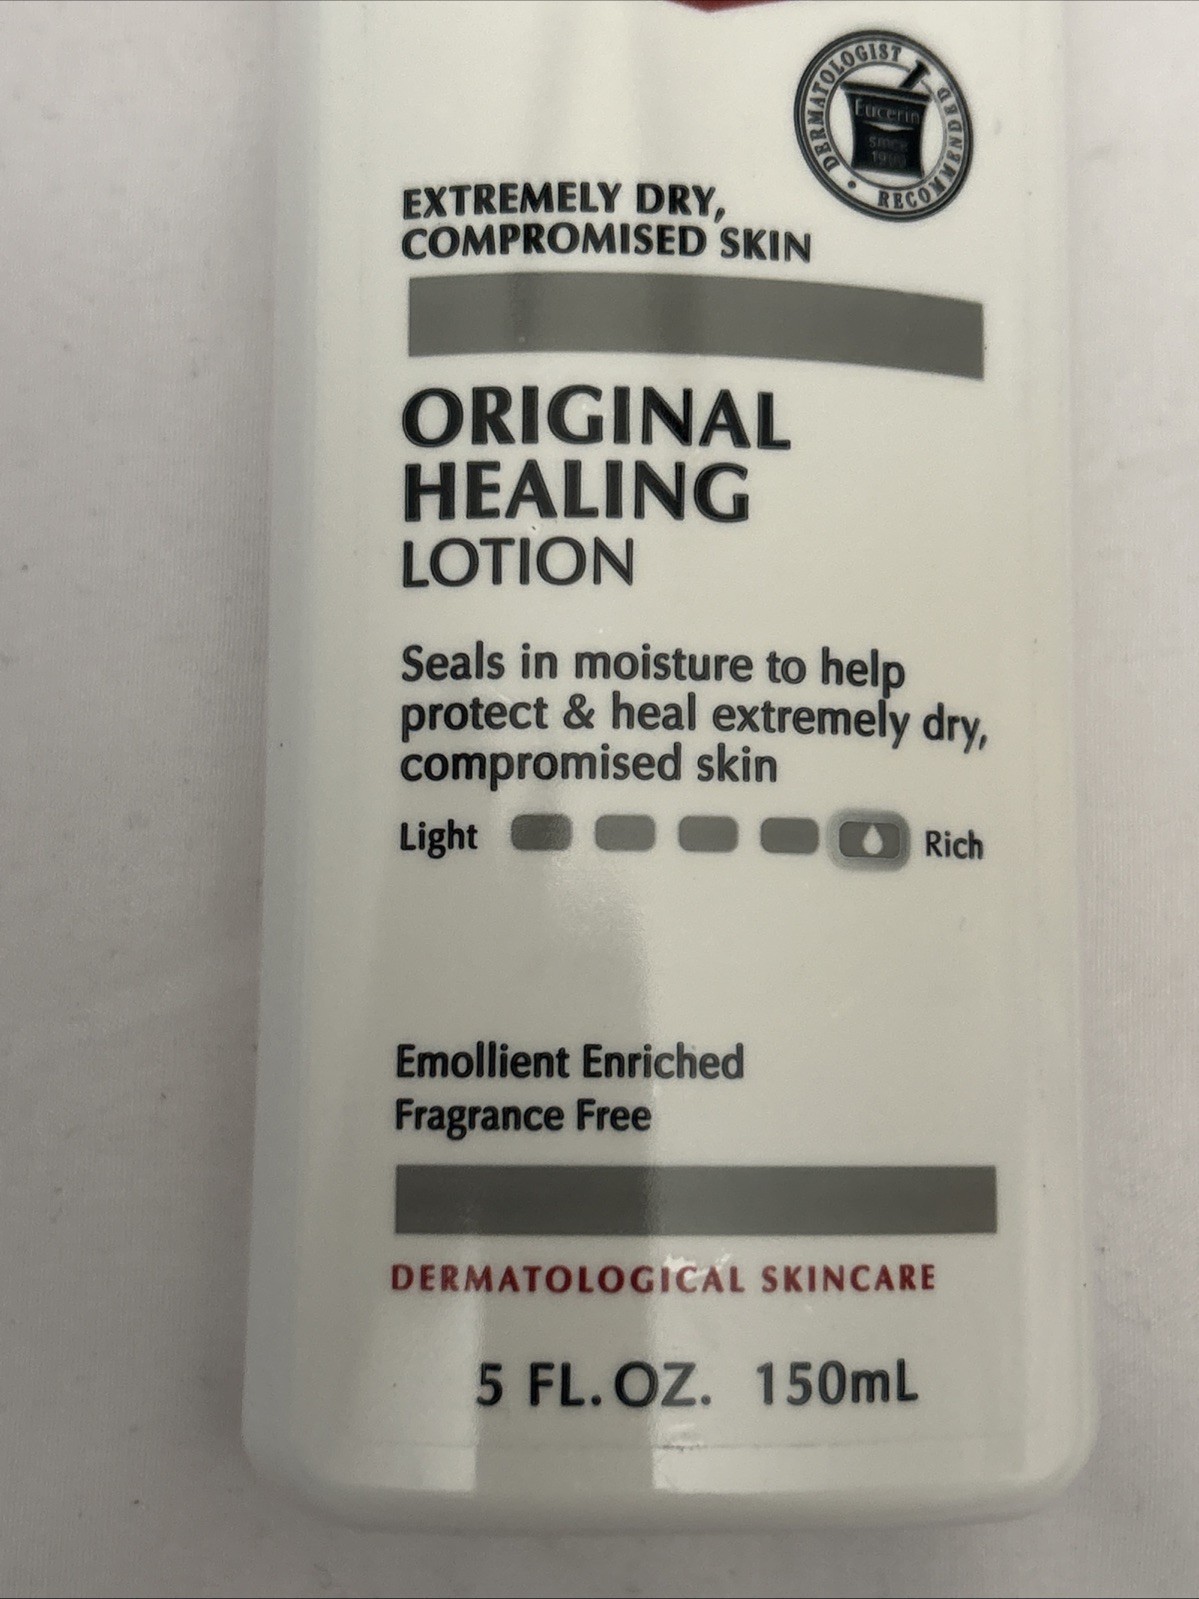 DERMATOLOGIST RECOMMENDED
Eucerin
since
EXTREMELY DRY,
COMPROMISED SKIN
ORIGINAL
HEALING
LOTION
Seals in moisture to help
protect & heal extremely dry,
compromised skin
Light Rich
Emollient Enriched
Fragrance Free
DERMATOLOGICAL SKINCARE
5 FL. OZ. 150mL